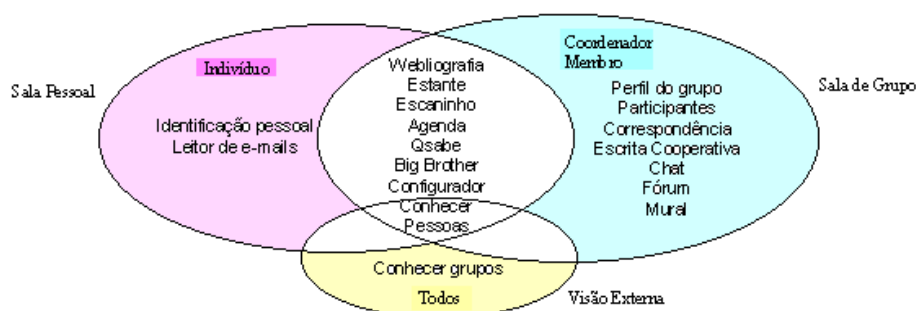 Sala Pessoal
Indivíduo
Identificação pessoal
Leitor de e-mails
Webliografia
Estante
Escaninho
Agenda
Qsabe
Big Brother
Configurador
Conhecer
Pessoas
Coordenador
Membro
Perfil do grupo
Participantes
Correspondência
Escrita Cooperativa
Chat
Fórum
Mural
Sala de Grupo
Conhecer grupos
Todos
Visão Externa